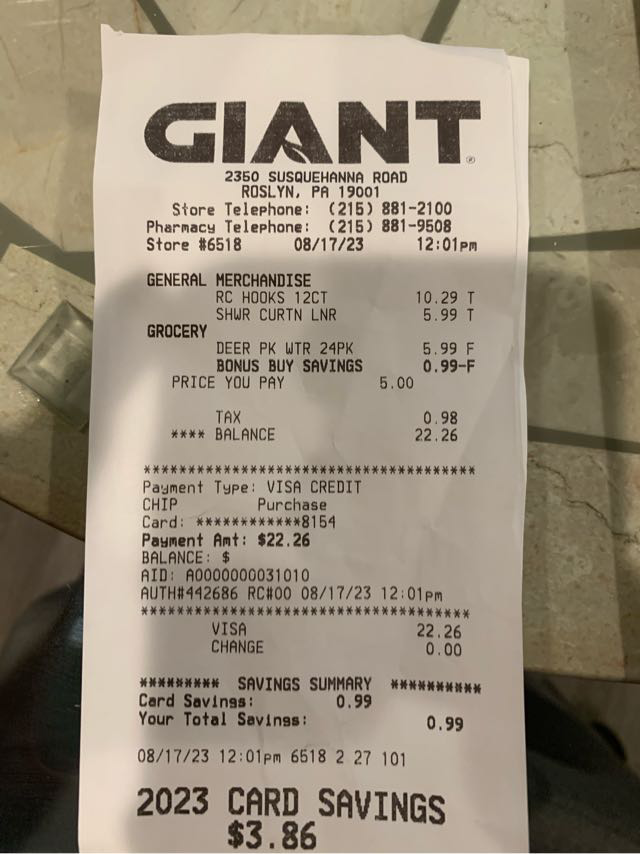 GIANT®
2350 SUSQUEHANNA ROAD
ROSLYN, PA 19001
Store Telephone: (215) 881-2100
Pharmacy Telephone: (215) 881-9508
Store #6518 08/17/23 12:01pm
GENERAL MERCHANDISE
RC HOOKS 12CT 10.29 T
SHWR CURTN LNR 5.99 T
GROCERY
DEER PK WTR 24PK 5.99 F
BONUS BUY SAVINGS 0.99-F
PRICE YOU PAY 5.00
TAX 0.98
**** BALANCE 22.26
*************************************
Payment Type: VISA CREDIT
CHIP Purchase
Card: ************8154
Payment Amt: $22.26
BALANCE: $
AID: A0000000031010
AUTH#442686 RC#00 08/17/23 12:01pm
*************************************
VISA 22.26
CHANGE 0.00
********* SAVINGS SUMMARY **********
Card Savings: 0.99
Your Total Savings: 0.99
08/17/23 12:01pm 6518 2 27 101
2023 CARD SAVINGS
$3.86